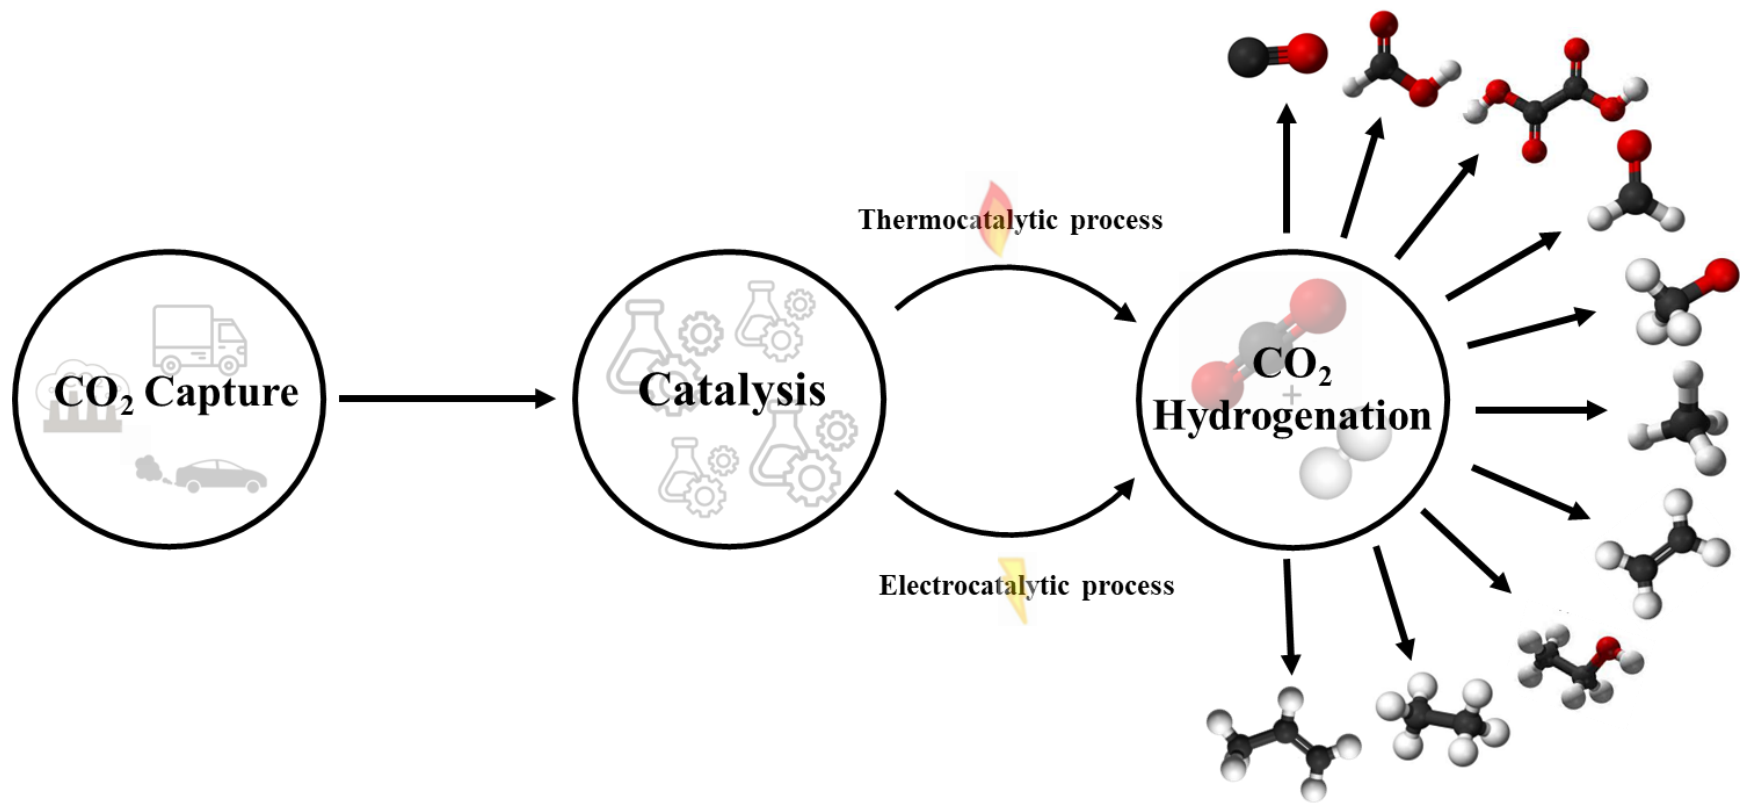 CO₂ Capture
Catalysis
Thermocatalytic process
Electrocatalytic process
CO₂
+
Hydrogenation